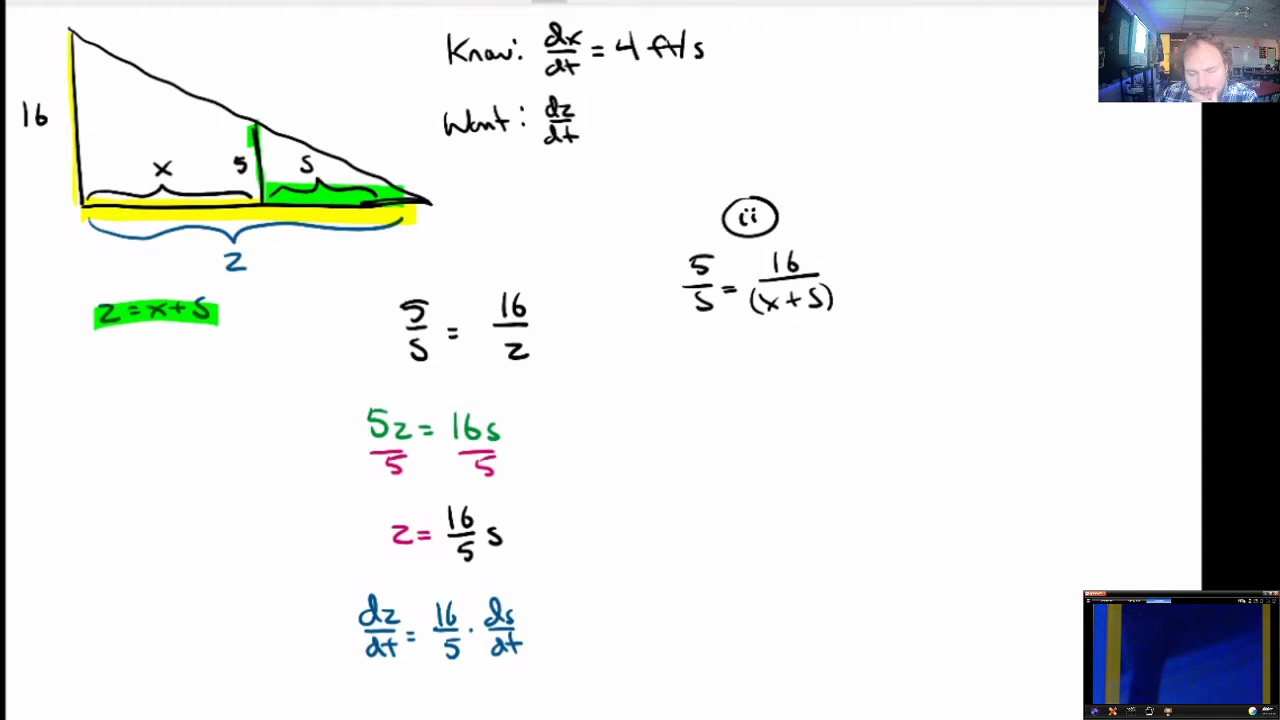 16
x
5
s
z
z = x + s
Know: dx/dt = 4 ft/s
Want: dz/dt
5/s = 16/z
5z = 16s
5 5
z = 16/5 s
dz/dt = 16/5 · ds/dt
5/s = 16/(x + s)